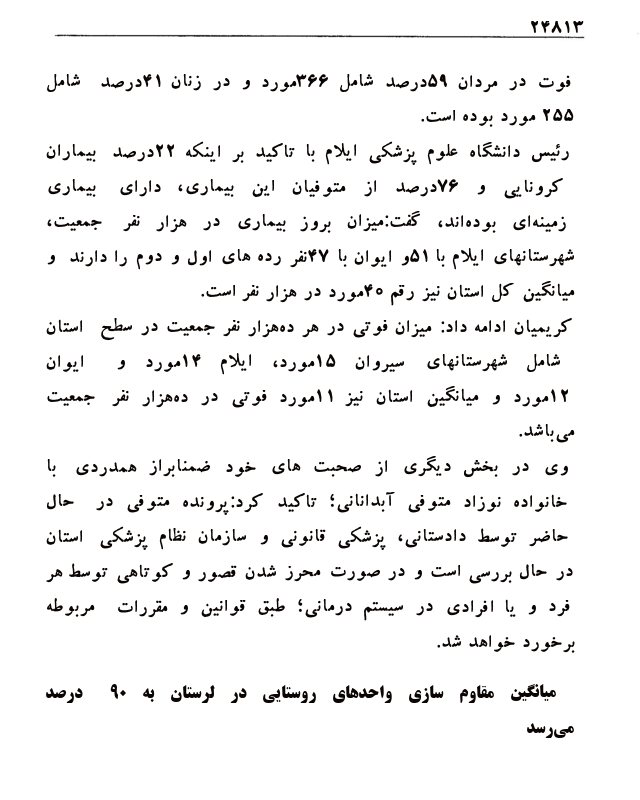 ۲۴۸۱۳
فوت در مردان ۵۹درصد شامل ۳۶۶مورد و در زنان ۴۱درصد شامل
۲۵۵ مورد بوده است.
رئیس دانشگاه علوم پزشکی ایلام با تاکید بر اینکه ۲۲درصد بیماران
کرونایی و ۷۶درصد از متوفیان این بیماری، دارای بیماری
زمینه‌ای بوده‌اند، گفت:میزان بروز بیماری در هزار نفر جمعیت،
شهرستانهای ایلام با ۵۱و ایوان با ۴۷نفر رده های اول و دوم را دارند و
میانگین کل استان نیز رقم ۴۰مورد در هزار نفر است.
کریمیان ادامه داد: میزان فوتی در هر ده‌هزار نفر جمعیت در سطح استان
شامل شهرستانهای سیروان ۱۵مورد، ایلام ۱۴مورد و ایوان
۱۲مورد و میانگین استان نیز ۱۱مورد فوتی در ده‌هزار نفر جمعیت
می‌باشد.
وی در بخش دیگری از صحبت های خود ضمنابراز همدردی با
خانواده نوزاد متوفی آبدانانی؛ تاکید کرد:پرونده متوفی در حال
حاضر توسط دادستانی، پزشکی قانونی و سازمان نظام پزشکی استان
در حال بررسی است و در صورت محرز شدن قصور و کوتاهی توسط هر
فرد و یا افرادی در سیستم درمانی؛ طبق قوانین و مقررات مربوطه
برخورد خواهد شد.
میانگین مقاوم سازی واحدهای روستایی در لرستان به ۹۰ درصد
می‌رسد